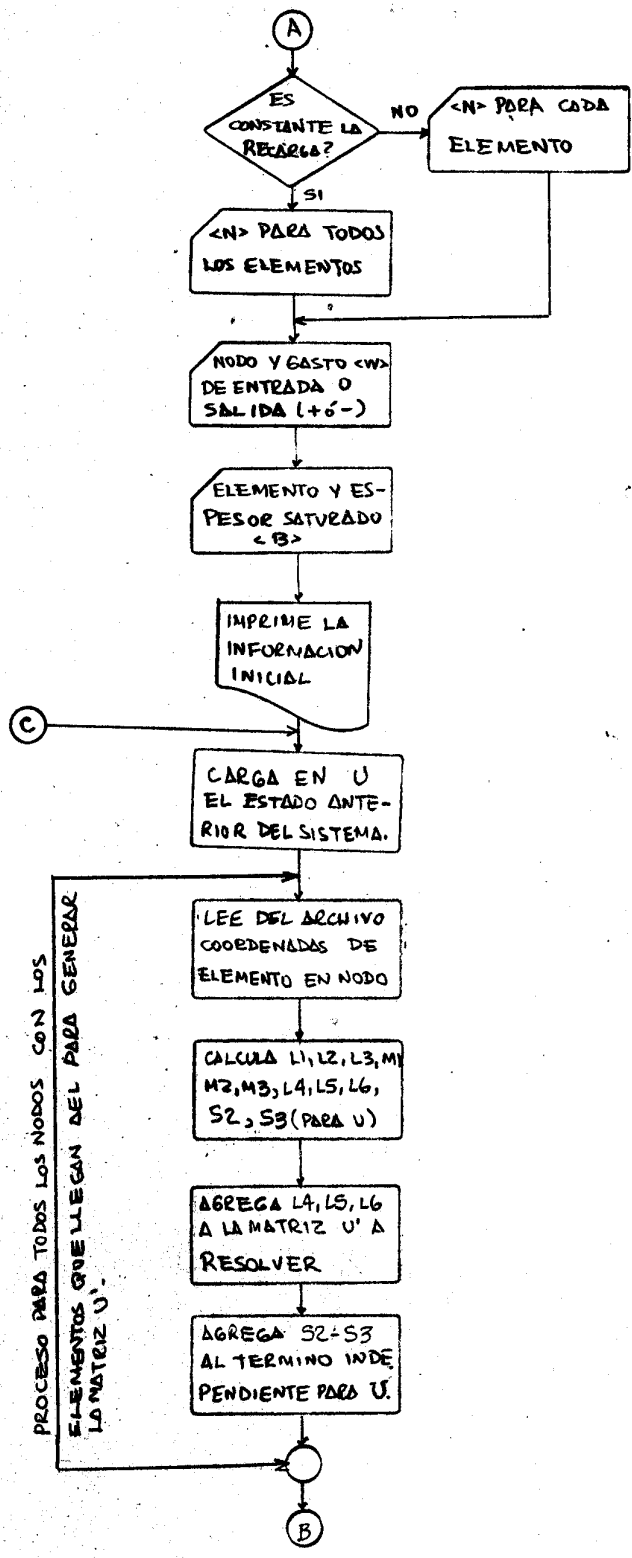 A
ES
CONSTANTE LA
RECARGA?
NO
<N> PARA CADA
ELEMENTO
SI
<N> PARA TODOS
LOS ELEMENTOS
NODO Y GASTO <W>
DE ENTRADA O
SALIDA (+ó-)
ELEMENTO Y ES-
PESOR SATURADO
<B>
IMPRIME LA
INFORMACION
INICIAL
C
CARGA EN U
EL ESTADO ANTE-
RIOR DEL SISTEMA.
LEE DEL ARCHIVO
COORDENADAS DE
ELEMENTO EN NODO
CALCULA L1, L2, L3, M1
M2, M3, L4, L5, L6,
S2, S3 (PARA U)
AGREGA L4, L5, L6
A LA MATRIZ U' A
RESOLVER
AGREGA S2-S3
AL TERMINO INDE
PENDIENTE PARA U.
PROCESO PARA TODOS LOS NODOS CON LOS
ELEMENTOS QUE LLEGAN AEL PARA GENERAR
LA MATRIZ U'.
B